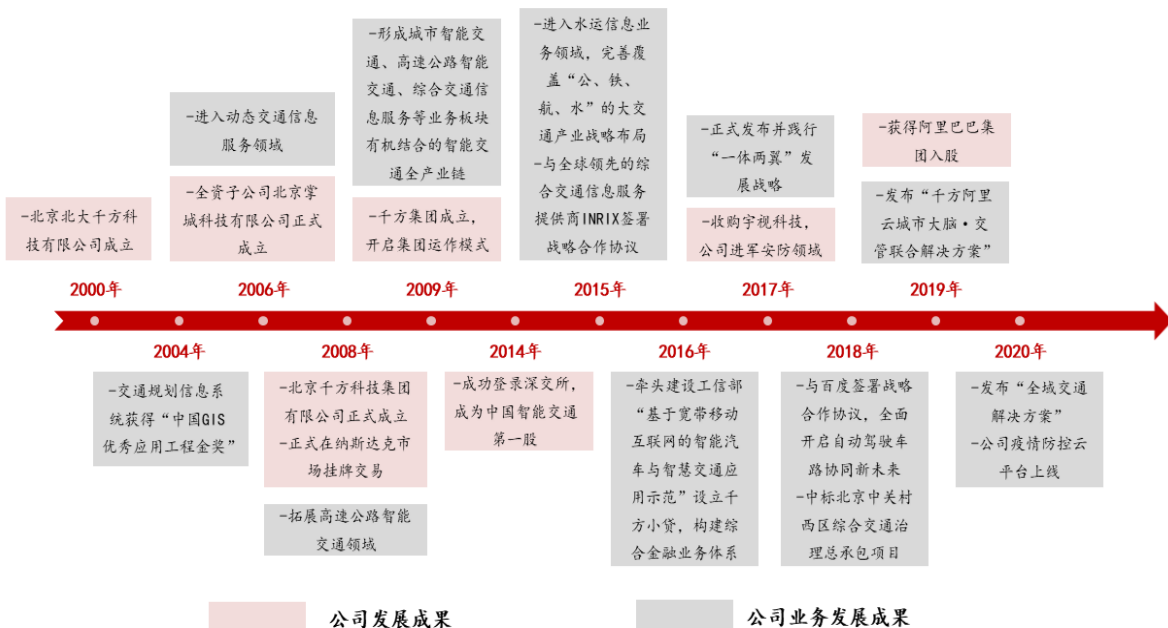 -北京北大千方科
技有限公司成立
-进入动态交通信息
服务领域
-全资子公司北京掌
城科技有限公司正式
成立
-形成城市智能交
通、高速公路智能
交通、综合交通信
息服务等业务板块
有机结合的智能交
通全产业链
-千方集团成立，
开启集团运作模式
-进入水运信息业
务领域，完善覆
盖“公、铁、
航、水”的大交
通产业战略布局
-与全球领先的综
合交通信息服务
提供商INRIX签署
战略合作协议
-正式发布并践行
“一体两翼”发
展战略
-收购宇视科技，
公司进军安防领域
-获得阿里巴巴集
团入股
-发布“千方阿里
云城市大脑·交
管联合解决方案”
2000年
2006年
2009年
2015年
2017年
2019年
2004年
2008年
2014年
2016年
2018年
2020年
-交通规划信息系
统获得“中国GIS
优秀应用工程金奖”
-北京千方科技集团
有限公司正式成立
-正式在纳斯达克市
场挂牌交易
-拓展高速公路智能
交通领域
-成功登录深交所，
成为中国智能交通
第一股
-牵头建设工信部
“基于宽带移动
互联网的智能汽
车与智慧交通应
用示范”设立千
方小贷，构建综
合金融业务体系
-与百度签署战略
合作协议，全面
开启自动驾驶车
路协同新未来
-中标北京中关村
西区综合交通治
理总承包项目
-发布“全域交通
解决方案”
-公司疫情防控云
平台上线
公司发展成果
公司业务发展成果